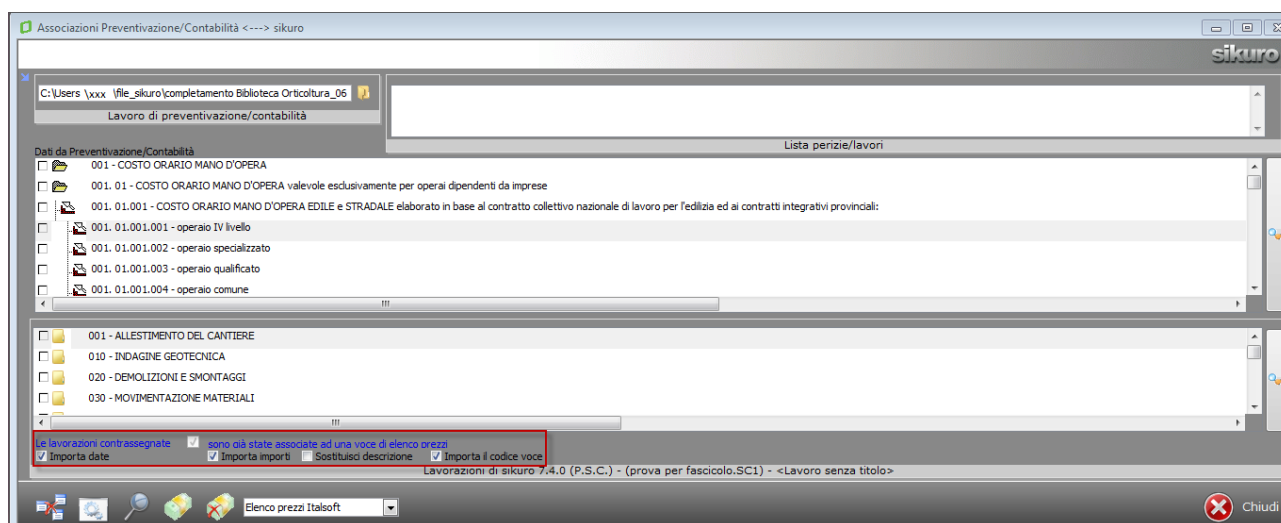 Associazioni Preventivazione/Contabilità <---> sikuro
sikuro
C:\Users \xxx \file_sikuro\completamento Biblioteca Orticoltura_06
Lavoro di preventivazione/contabilità
Lista perizie/lavori
Dati da Preventivazione/Contabilità
001 - COSTO ORARIO MANO D'OPERA
001. 01 - COSTO ORARIO MANO D'OPERA valevole esclusivamente per operai dipendenti da imprese
001. 01.001 - COSTO ORARIO MANO D'OPERA EDILE e STRADALE elaborato in base al contratto collettivo nazionale di lavoro per l'edilizia ed ai contratti integrativi provinciali:
001. 01.001.001 - operaio IV livello
001. 01.001.002 - operaio specializzato
001. 01.001.003 - operaio qualificato
001. 01.001.004 - operaio comune
001 - ALLESTIMENTO DEL CANTIERE
010 - INDAGINE GEOTECNICA
020 - DEMOLIZIONI E SMONTAGGI
030 - MOVIMENTAZIONE MATERIALI
Le lavorazioni contrassegnate sono già state associate ad una voce di elenco prezzi
Importa date Importa importi Sostituisci descrizione Importa il codice voce
Lavorazioni di sikuro 7.4.0 (P.S.C.) - (prova per fascicolo.SC1) - <Lavoro senza titolo>
Elenco prezzi Italsoft
Chiudi